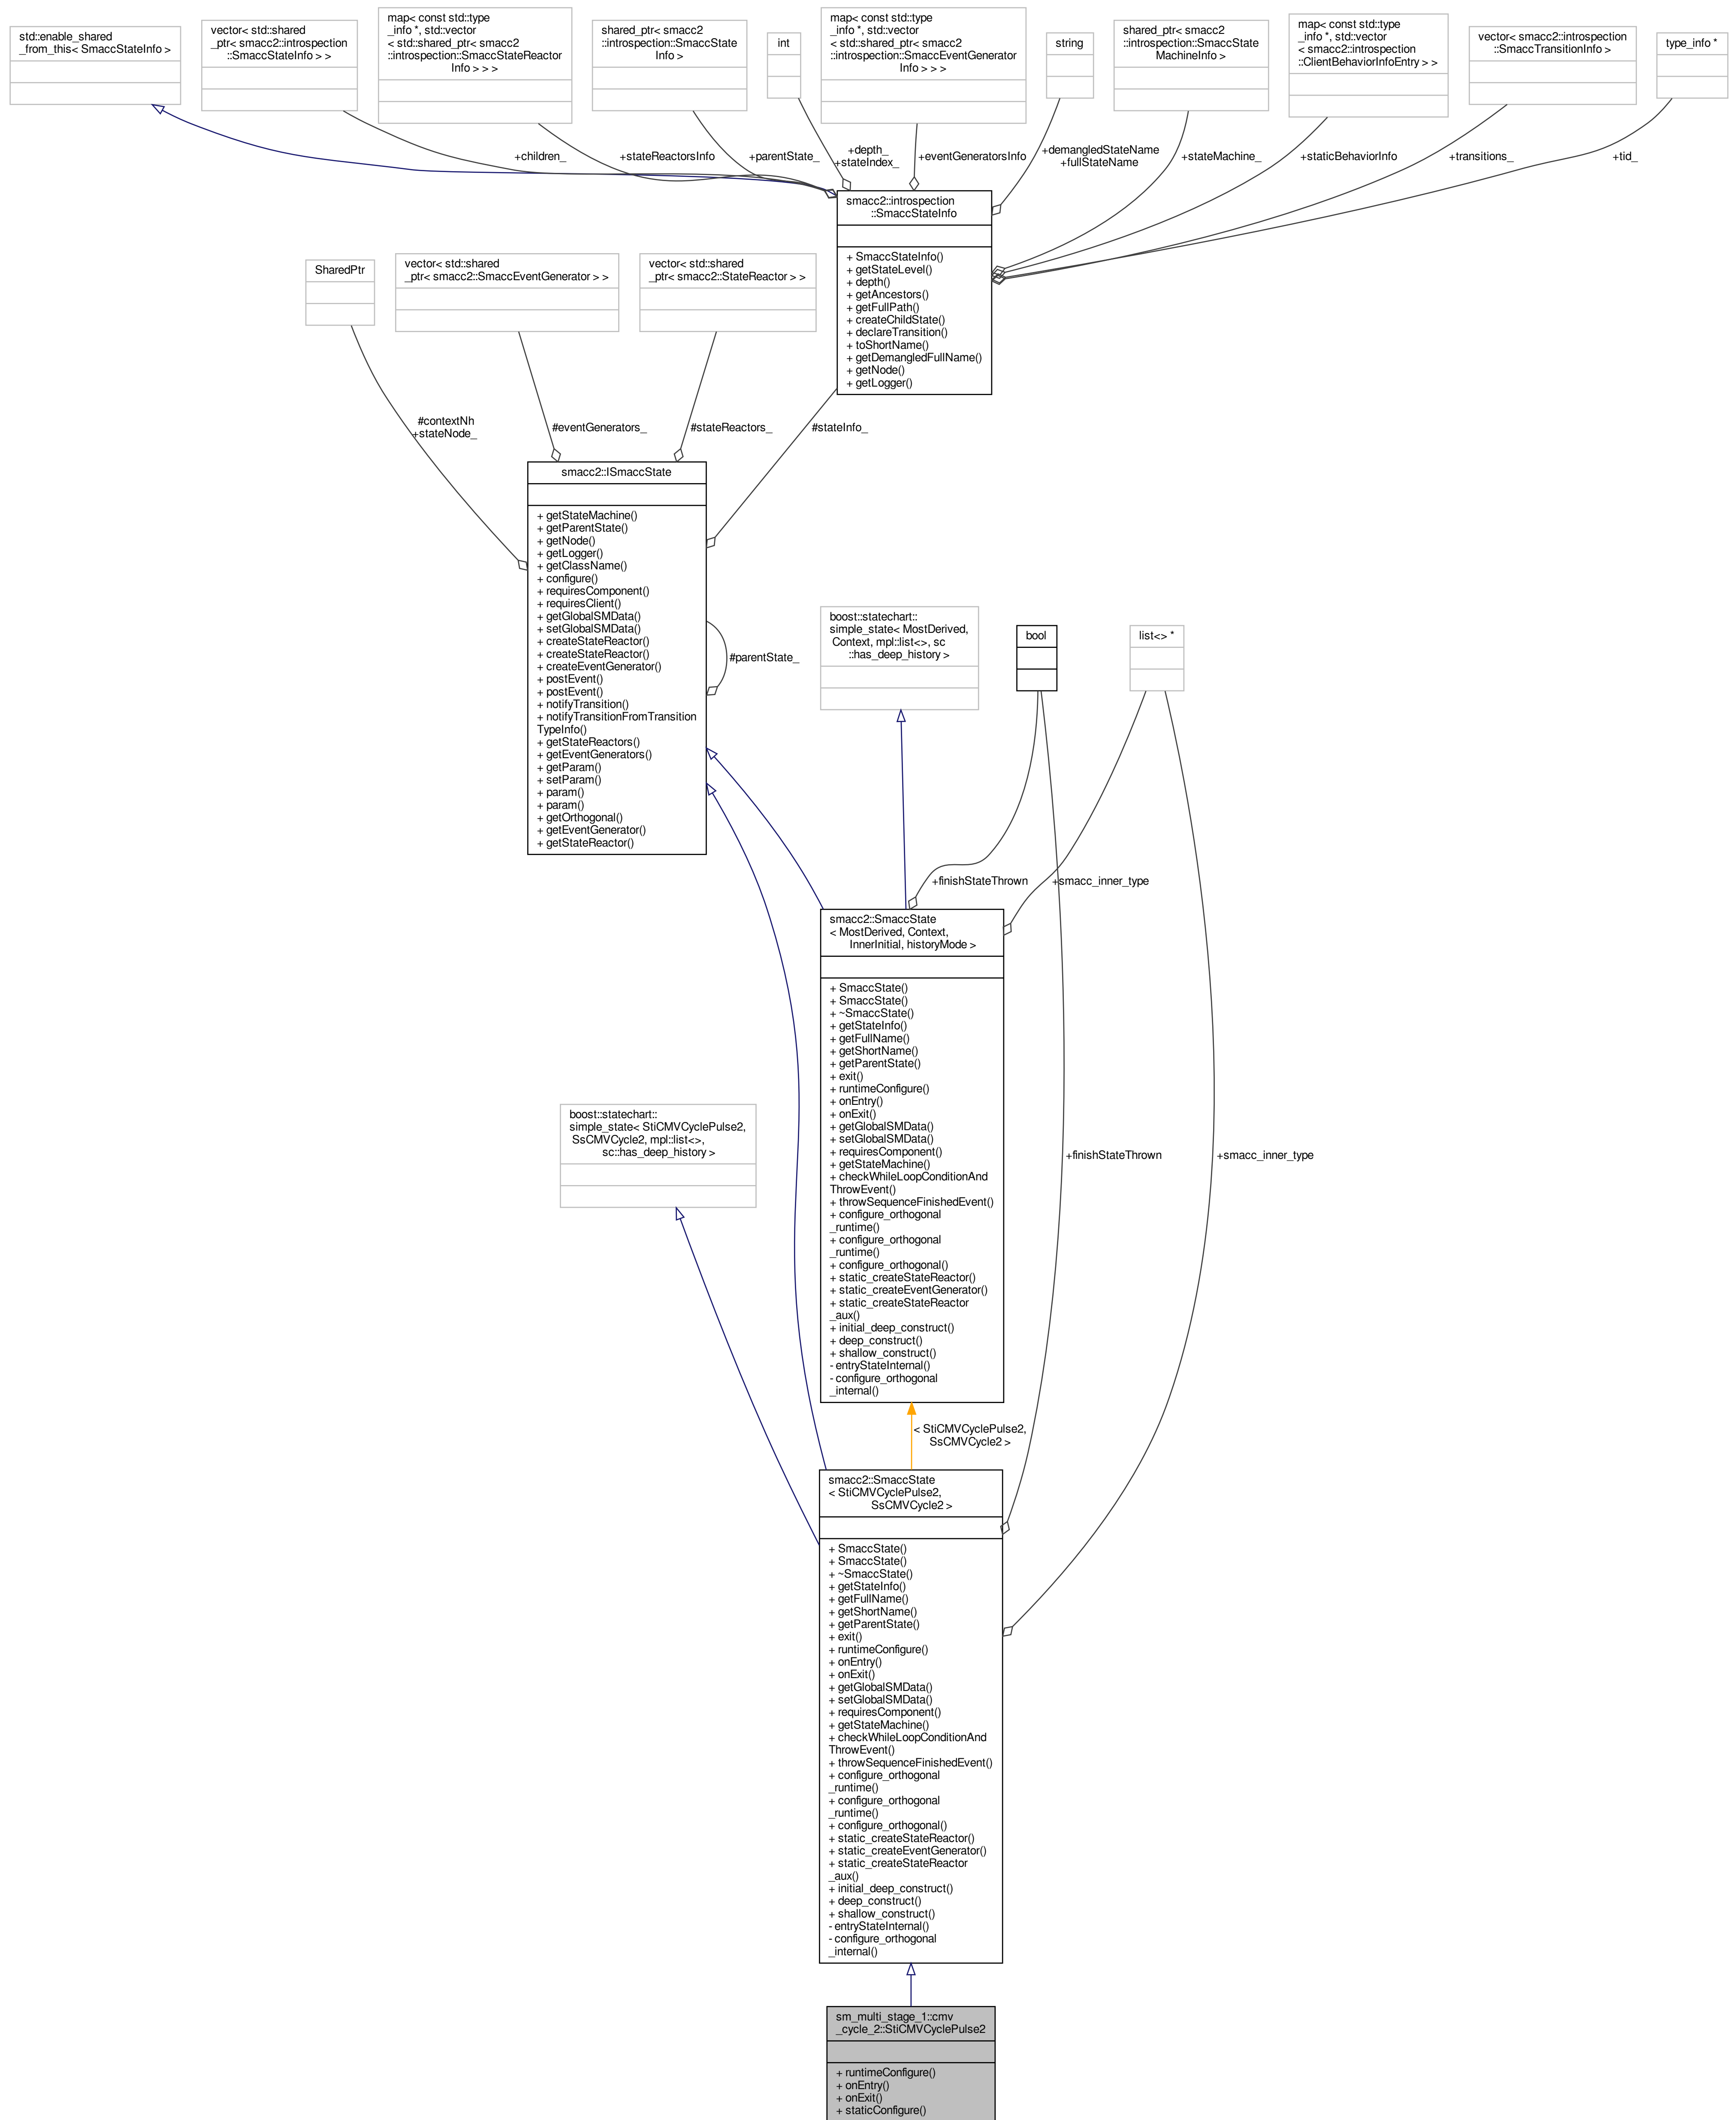 std::enable_shared
_from_this< SmaccStateInfo >
vector< std::shared
_ptr< smacc2::introspection
::SmaccStateInfo > >
map< const std::type
_info *, std::vector
< std::shared_ptr< smacc2
::introspection::SmaccStateReactor
Info > > >
shared_ptr< smacc2
::introspection::SmaccState
Info >
int
map< const std::type
_info *, std::vector
< std::shared_ptr< smacc2
::introspection::SmaccEventGenerator
Info > > >
string
shared_ptr< smacc2
::introspection::SmaccState
MachineInfo >
map< const std::type
_info *, std::vector
< smacc2::introspection
::ClientBehaviorInfoEntry > >
vector< smacc2::introspection
::SmaccTransitionInfo >
type_info *
+children_
+stateReactorsInfo
+parentState_
+depth_
+stateIndex_
+eventGeneratorsInfo
+demangledStateName
+fullStateName
+stateMachine_
+staticBehaviorInfo
+transitions_
+tid_
smacc2::introspection
::SmaccStateInfo
+ SmaccStateInfo()
+ getStateLevel()
+ depth()
+ getAncestors()
+ getFullPath()
+ createChildState()
+ declareTransition()
+ toShortName()
+ getDemangledFullName()
+ getNode()
+ getLogger()
SharedPtr
vector< std::shared
_ptr< smacc2::SmaccEventGenerator > >
vector< std::shared
_ptr< smacc2::StateReactor > >
#contextNh
+stateNode_
#eventGenerators_
#stateReactors_
#stateInfo_
smacc2::ISmaccState
+ getStateMachine()
+ getParentState()
+ getNode()
+ getLogger()
+ getClassName()
+ configure()
+ requiresComponent()
+ requiresClient()
+ getGlobalSMData()
+ setGlobalSMData()
+ createStateReactor()
+ createStateReactor()
+ createEventGenerator()
+ postEvent()
+ postEvent()
+ notifyTransition()
+ notifyTransitionFromTransition
TypeInfo()
+ getStateReactors()
+ getEventGenerators()
+ getParam()
+ setParam()
+ param()
+ param()
+ getOrthogonal()
+ getEventGenerator()
+ getStateReactor()
#parentState_
boost::statechart::
simple_state< MostDerived,
Context, mpl::list<>, sc
::has_deep_history >
bool
list<> *
+finishStateThrown
+smacc_inner_type
smacc2::SmaccState
< MostDerived, Context,
InnerInitial, historyMode >
+ SmaccState()
+ SmaccState()
+ ~SmaccState()
+ getStateInfo()
+ getFullName()
+ getShortName()
+ getParentState()
+ exit()
+ runtimeConfigure()
+ onEntry()
+ onExit()
+ getGlobalSMData()
+ setGlobalSMData()
+ requiresComponent()
+ getStateMachine()
+ checkWhileLoopConditionAnd
ThrowEvent()
+ throwSequenceFinishedEvent()
+ configure_orthogonal
_runtime()
+ configure_orthogonal
_runtime()
+ configure_orthogonal()
+ static_createStateReactor()
+ static_createEventGenerator()
+ static_createStateReactor
_aux()
+ initial_deep_construct()
+ deep_construct()
+ shallow_construct()
- entryStateInternal()
- configure_orthogonal
_internal()
boost::statechart::
simple_state< StiCMVCyclePulse2,
SsCMVCycle2, mpl::list<>,
sc::has_deep_history >
+finishStateThrown
+smacc_inner_type
< StiCMVCyclePulse2,
SsCMVCycle2 >
smacc2::SmaccState
< StiCMVCyclePulse2,
SsCMVCycle2 >
+ SmaccState()
+ SmaccState()
+ ~SmaccState()
+ getStateInfo()
+ getFullName()
+ getShortName()
+ getParentState()
+ exit()
+ runtimeConfigure()
+ onEntry()
+ onExit()
+ getGlobalSMData()
+ setGlobalSMData()
+ requiresComponent()
+ getStateMachine()
+ checkWhileLoopConditionAnd
ThrowEvent()
+ throwSequenceFinishedEvent()
+ configure_orthogonal
_runtime()
+ configure_orthogonal
_runtime()
+ configure_orthogonal()
+ static_createStateReactor()
+ static_createEventGenerator()
+ static_createStateReactor
_aux()
+ initial_deep_construct()
+ deep_construct()
+ shallow_construct()
- entryStateInternal()
- configure_orthogonal
_internal()
sm_multi_stage_1::cmv
_cycle_2::StiCMVCyclePulse2
+ runtimeConfigure()
+ onEntry()
+ onExit()
+ staticConfigure()